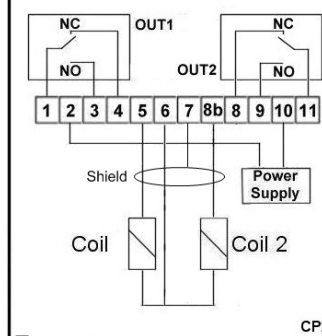 NC OUT1 NC
NO OUT2 NO
1 2 3 4 5 6 7 8b 8 9 10 11
Shield
Power
Supply
Coil Coil 2
CP